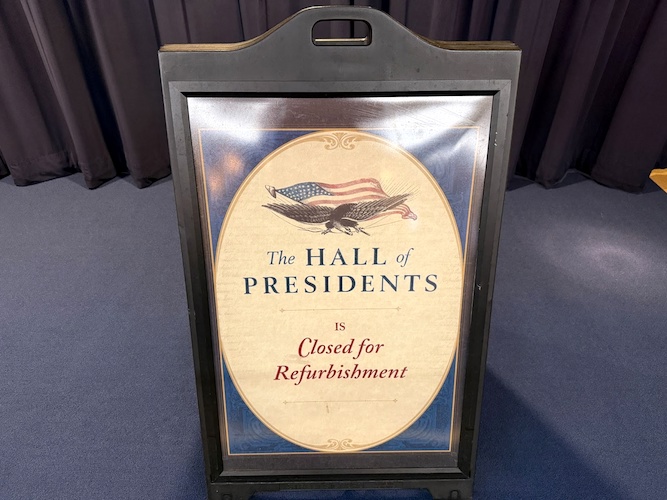 The HALL of
PRESIDENTS
IS
Closed for
Refurbishment